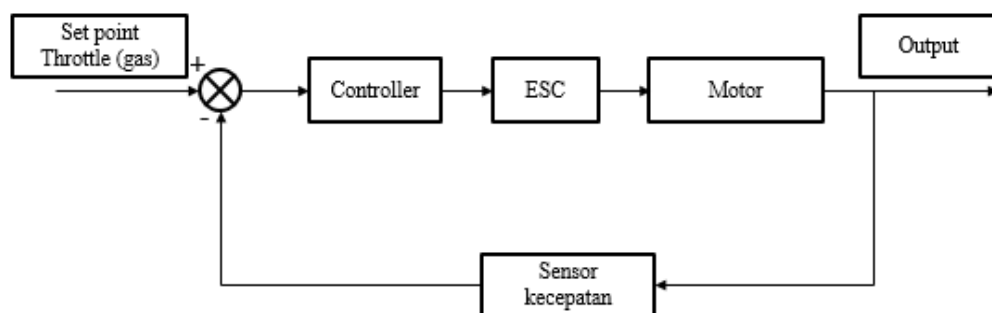 Set point
Throttle (gas)
+
-
Controller
ESC
Motor
Output
Sensor
kecepatan